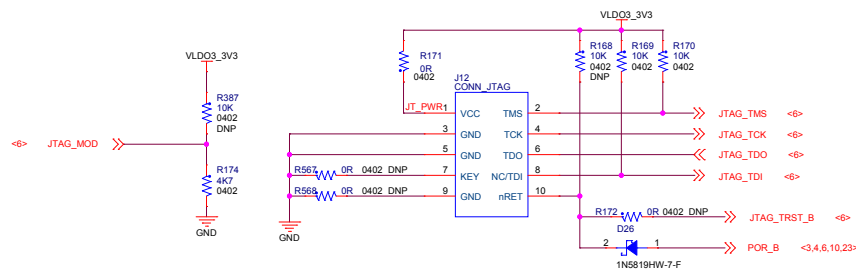 VLDO3_3V3
R387
10K
0402
DNP
<6> JTAG_MOD
R174
4K7
0402
GND
VLDO3_3V3
R171
0R
0402
R168
10K
0402
DNP
R169
10K
0402
R170
10K
0402
J12
CONN_JTAG
JT_PWR 1 VCC TMS 2 JTAG_TMS <6>
3 GND TCK 4 JTAG_TCK <6>
5 GND TDO 6 JTAG_TDO <6>
R567 0R 0402 DNP 7 KEY NC/TDI 8 JTAG_TDI <6>
R568 0R 0402 DNP 9 GND nRET 10
GND
R172 0R 0402 DNP JTAG_TRST_B <6>
D26
2 1 POR_B <3,4,6,10,23>
1N5819HW-7-F